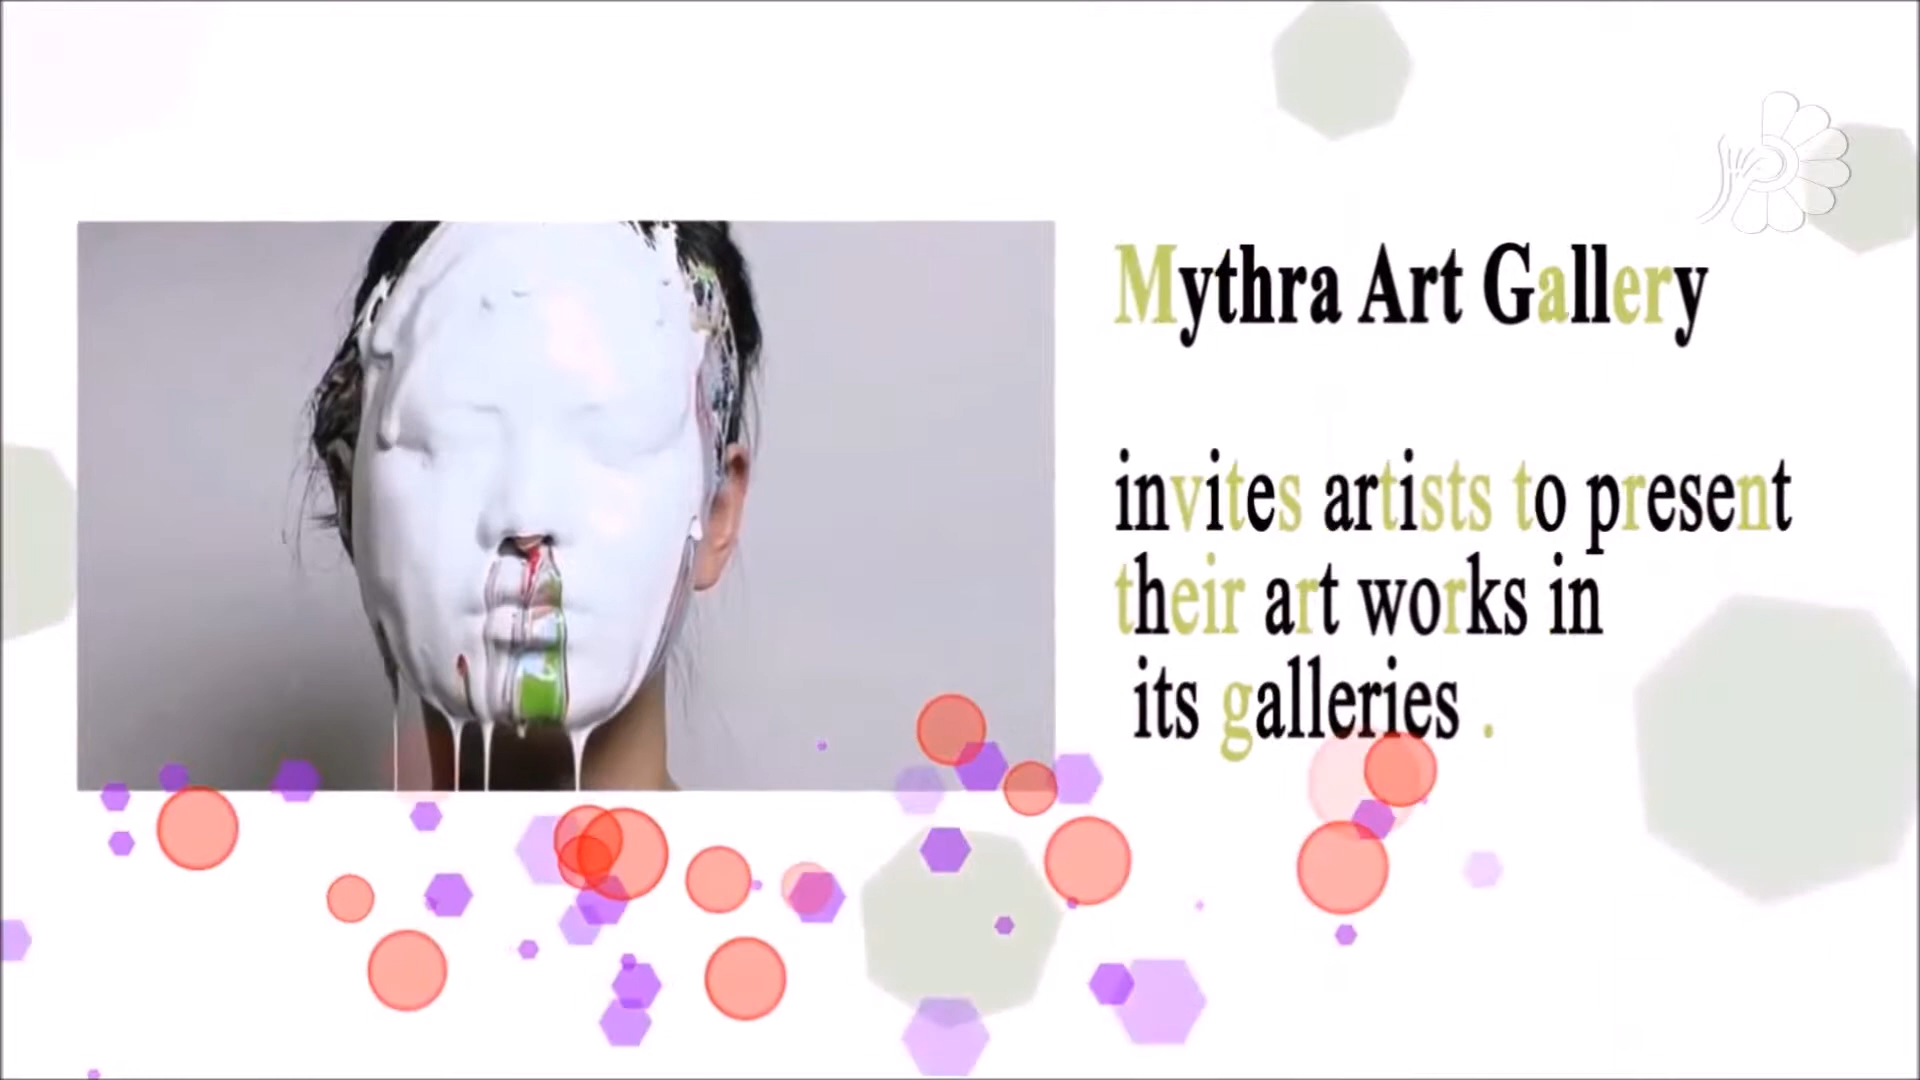 Mythra Art Gallery
invites artists to present
their art works in
its galleries .